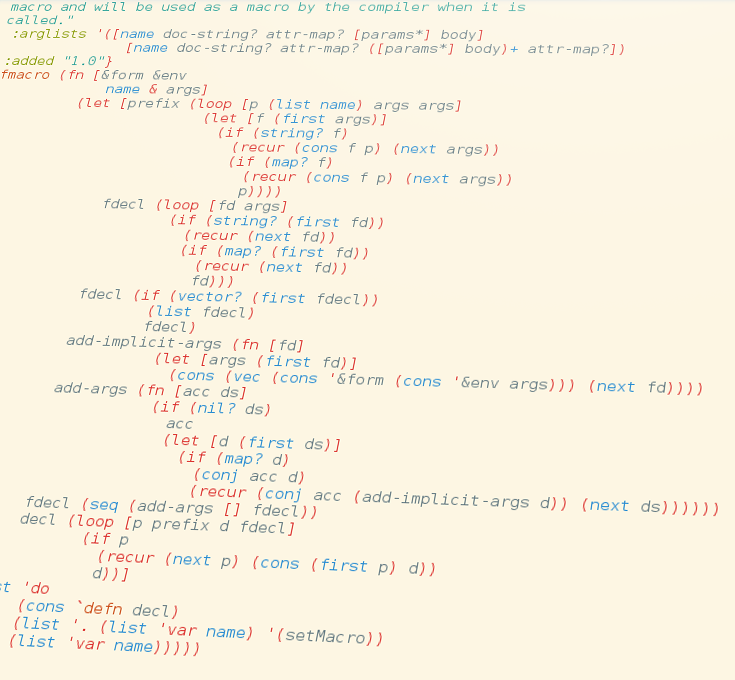 macro and will be used as a macro by the compiler when it is
called."
:arglists '([name doc-string? attr-map? [params*] body]
[name doc-string? attr-map? ([params*] body)+ attr-map?])
:added "1.0"}
fmacro (fn [&form &env
name & args]
(let [prefix (loop [p (list name) args args]
(let [f (first args)]
(if (string? f)
(recur (cons f p) (next args))
(if (map? f)
(recur (cons f p) (next args))
p))))
fdecl (loop [fd args]
(if (string? (first fd))
(recur (next fd))
(if (map? (first fd))
(recur (next fd))
fd)))
fdecl (if (vector? (first fdecl))
(list fdecl)
fdecl)
add-implicit-args (fn [fd]
(let [args (first fd)]
(cons (vec (cons '&form (cons '&env args))) (next fd))))
add-args (fn [acc ds]
(if (nil? ds)
acc
(let [d (first ds)]
(if (map? d)
(conj acc d)
(recur (conj acc (add-implicit-args d)) (next ds))))))
fdecl (seq (add-args [] fdecl))
decl (loop [p prefix d fdecl]
(if p
(recur (next p) (cons (first p) d))
d))]
st 'do
(cons `defn decl)
(list '. (list 'var name) '(setMacro))
(list 'var name)))))